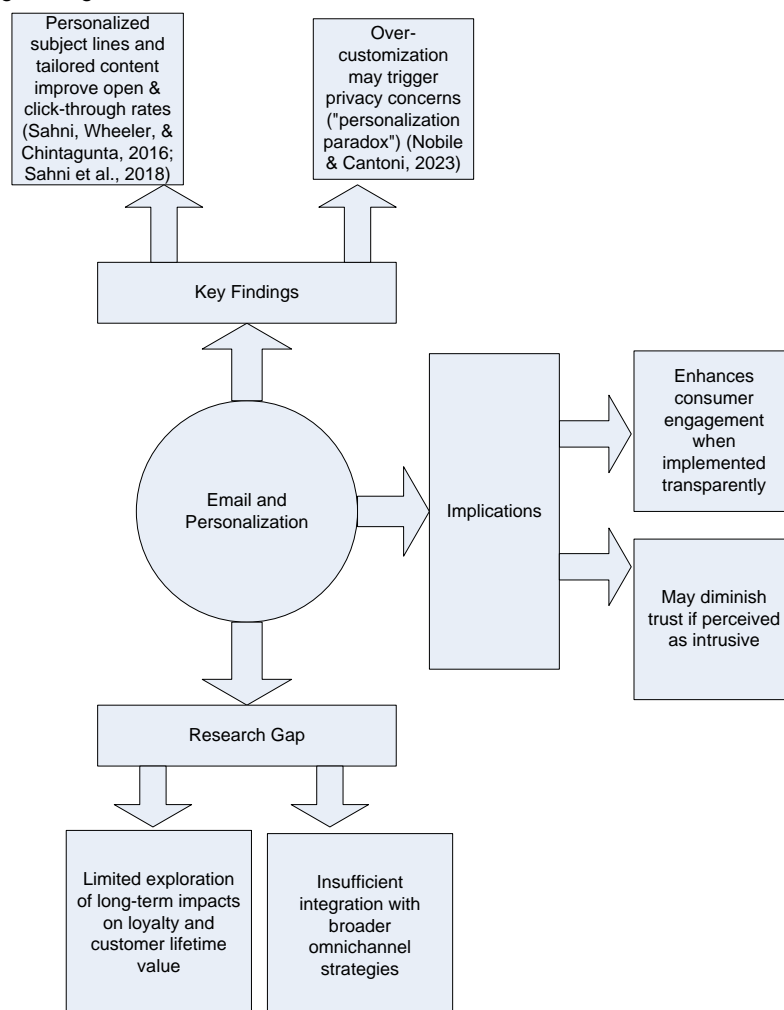 Personalized
subject lines and
tailored content
improve open &
click-through rates
(Sahni, Wheeler, &
Chintagunta, 2016;
Sahni et al., 2018)
Over-
customization
may trigger
privacy concerns
("personalization
paradox") (Nobile
& Cantoni, 2023)
Key Findings
Email and
Personalization
Implications
Enhances
consumer
engagement
when
implemented
transparently
May diminish
trust if perceived
as intrusive
Research Gap
Limited exploration
of long-term impacts
on loyalty and
customer lifetime
value
Insufficient
integration with
broader
omnichannel
strategies